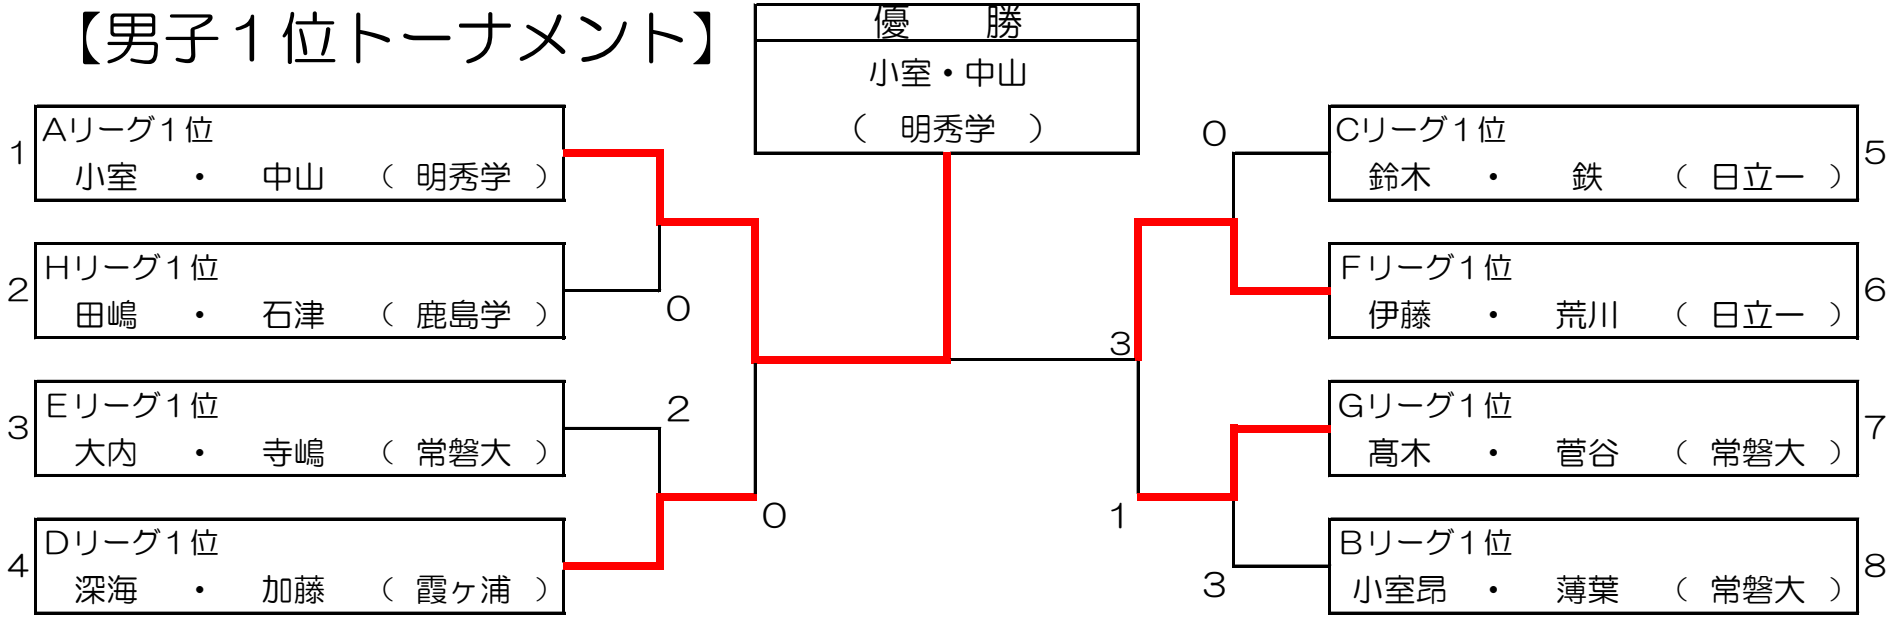 【男子１位トーナメント】
優　勝
小室・中山
（　明秀学　）
1
Aリーグ１位
小室　・　中山　（　明秀学　）
2
Hリーグ１位
田嶋　・　石津　（　鹿島学　）
0
3
Eリーグ１位
大内　・　寺嶋　（　常磐大　）
2
4
Dリーグ１位
深海　・　加藤　（　霞ヶ浦　）
0
3
0
Cリーグ１位
鈴木　・　鉄　（　日立一　）
5
Fリーグ１位
伊藤　・　荒川　（　日立一　）
6
Gリーグ１位
髙木　・　菅谷　（　常磐大　）
7
1
3
Bリーグ１位
小室昂　・　薄葉　（　常磐大　）
8